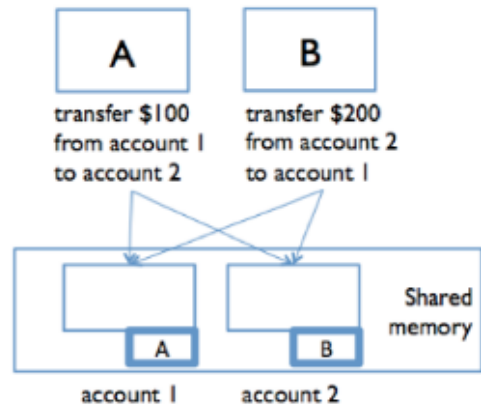 A
B
transfer $100
from account 1
to account 2
transfer $200
from account 2
to account 1
A
B
Shared
memory
account 1
account 2